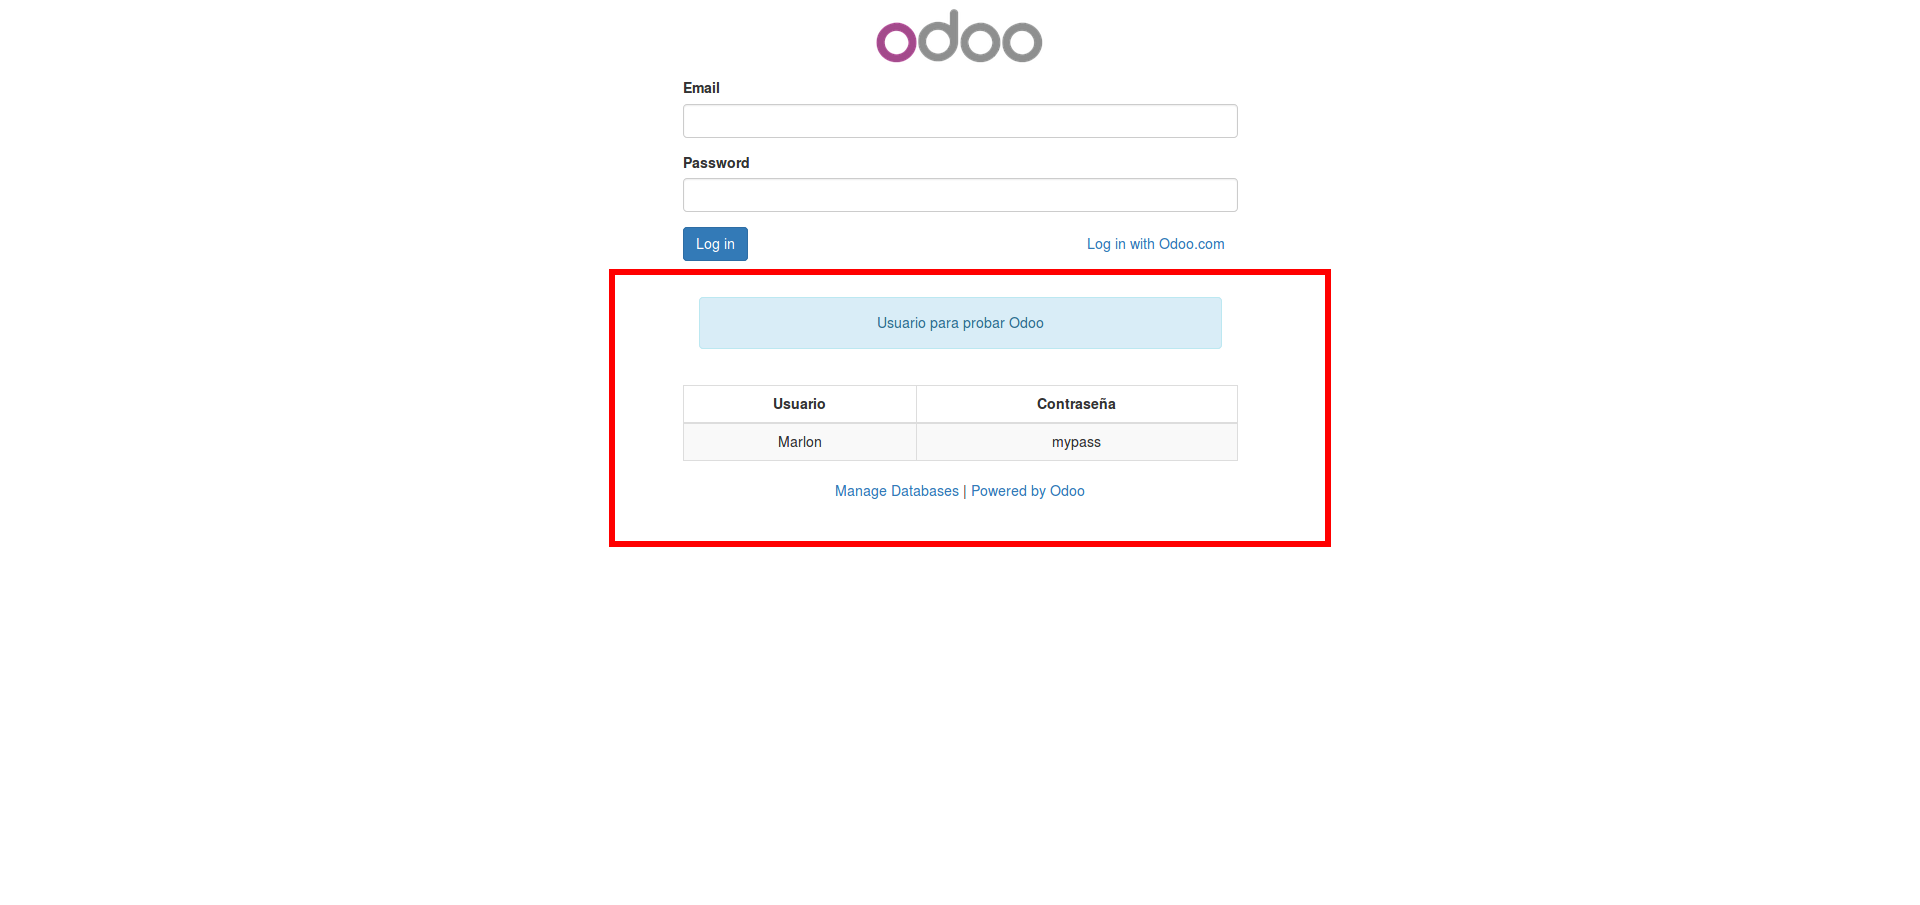 odoo
Email
Password
Log in Log in with Odoo.com
Usuario para probar Odoo
Usuario Contraseña
Marlon mypass
Manage Databases | Powered by Odoo